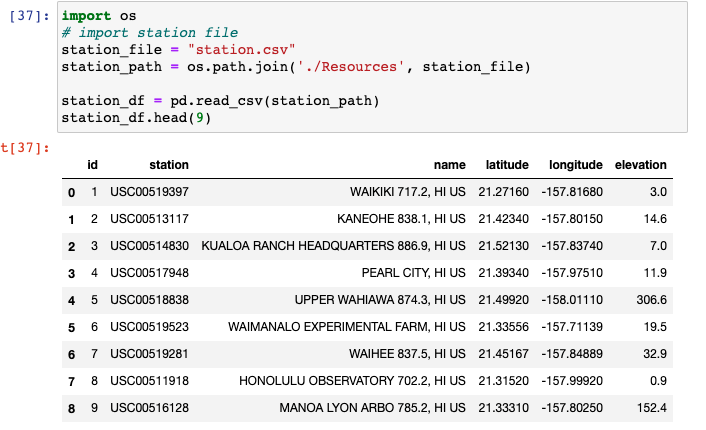 [37]: import os
# import station file
station_file = "station.csv"
station_path = os.path.join('./Resources', station_file)
station_df = pd.read_csv(station_path)
station_df.head(9)
t[37]:
id station name latitude longitude elevation
0 1 USC00519397 WAIKIKI 717.2, HI US 21.27160 -157.81680 3.0
1 2 USC00513117 KANEOHE 838.1, HI US 21.42340 -157.80150 14.6
2 3 USC00514830 KUALOA RANCH HEADQUARTERS 886.9, HI US 21.52130 -157.83740 7.0
3 4 USC00517948 PEARL CITY, HI US 21.39340 -157.97510 11.9
4 5 USC00518838 UPPER WAHIAWA 874.3, HI US 21.49920 -158.01110 306.6
5 6 USC00519523 WAIMANALO EXPERIMENTAL FARM, HI US 21.33556 -157.71139 19.5
6 7 USC00519281 WAIHEE 837.5, HI US 21.45167 -157.84889 32.9
7 8 USC00511918 HONOLULU OBSERVATORY 702.2, HI US 21.31520 -157.99920 0.9
8 9 USC00516128 MANOA LYON ARBO 785.2, HI US 21.33310 -157.80250 152.4